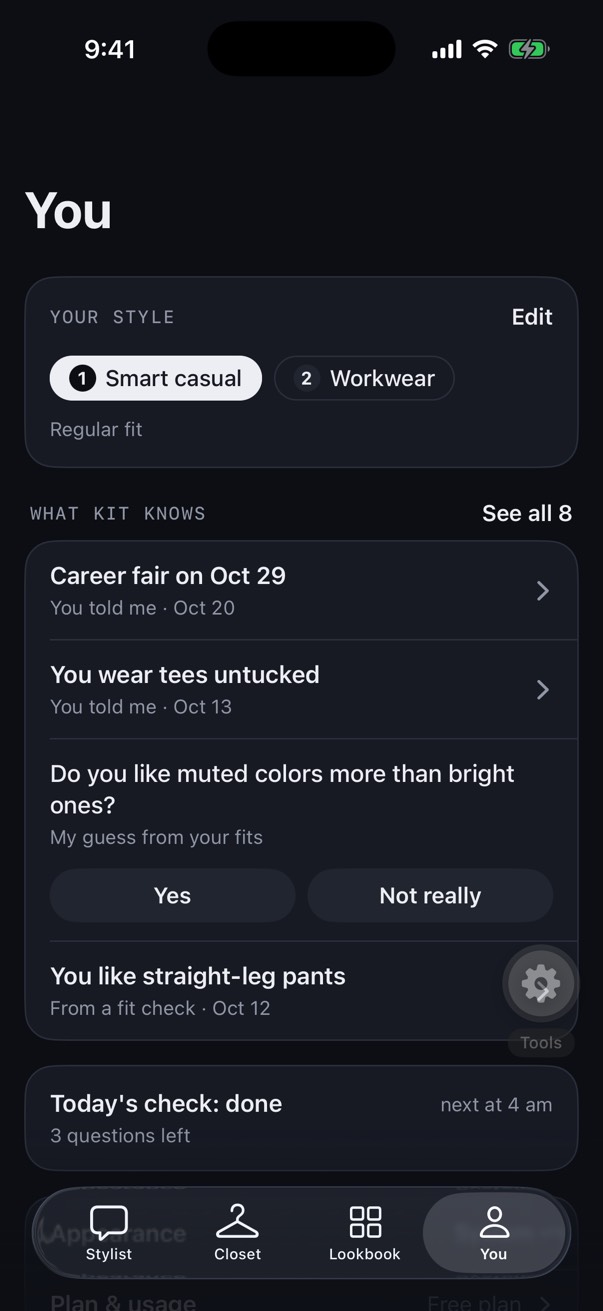 9:41
You
YOUR STYLE
Edit
1 Smart casual
2 Workwear
Regular fit
WHAT KIT KNOWS
See all 8
Career fair on Oct 29
You told me · Oct 20
You wear tees untucked
You told me · Oct 13
Do you like muted colors more than bright
ones?
My guess from your fits
Yes
Not really
You like straight-leg pants
From a fit check · Oct 12
Tools
Today's check: done
next at 4 am
3 questions left
Appearance
Stylist
Closet
Lookbook
You
Plan & usage
Free plan